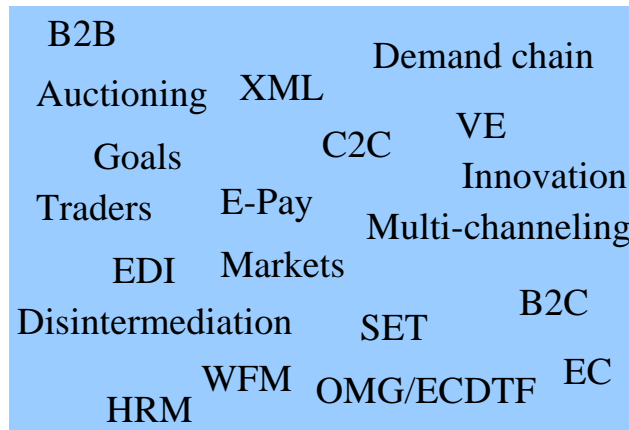 B2B
Demand chain
Auctioning XML
VE
C2C
Goals
Innovation
Traders E-Pay
Multi-channeling
EDI Markets
B2C
Disintermediation SET
EC
WFM OMG/ECDTF
HRM